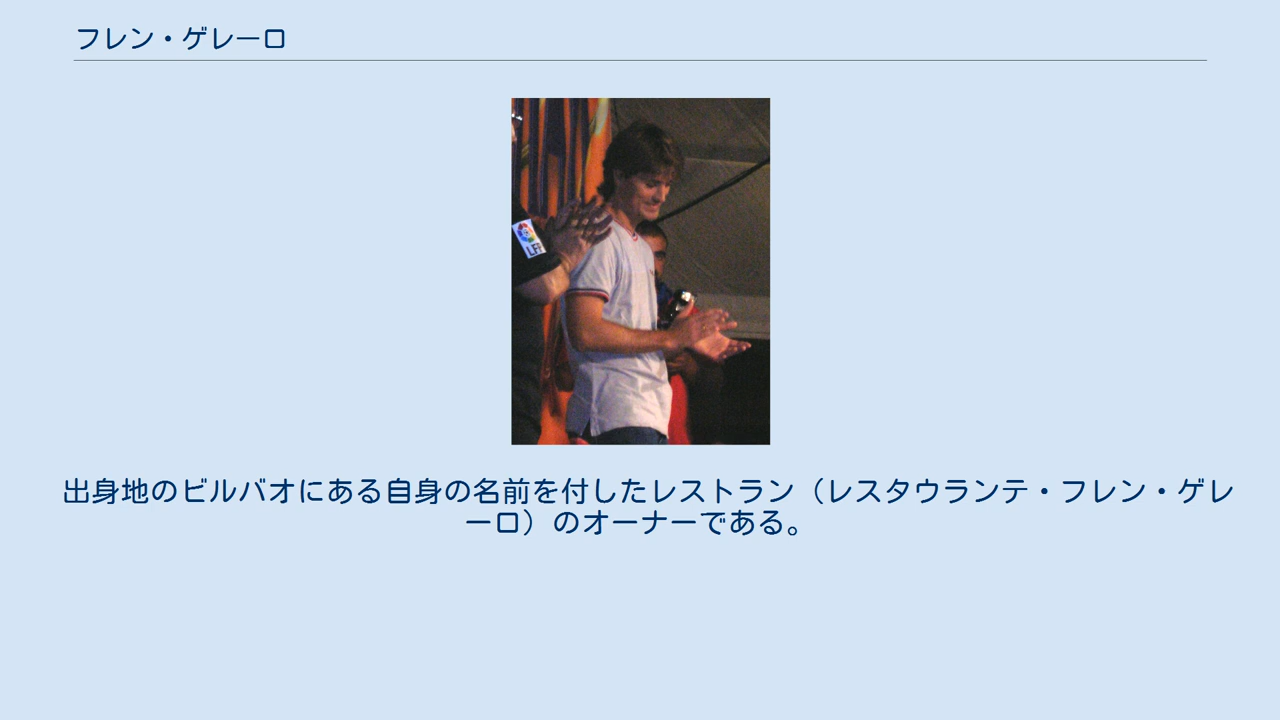 フレン・ゲレーロ
LFP
出身地のビルバオにある自身の名前を付したレストラン（レスタウランテ・フレン・ゲレ
ーロ）のオーナーである。